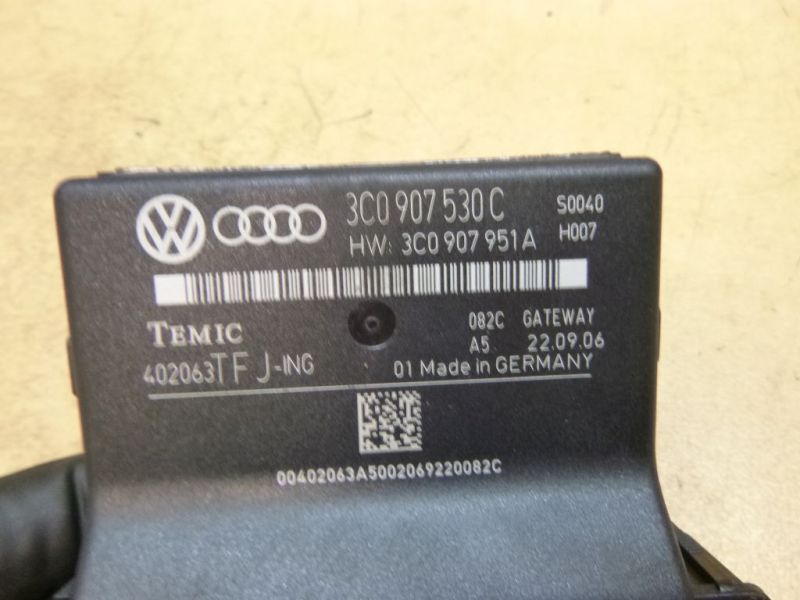 3C0 907 530 C S0040
HW: 3C0 907 951 A H007
TEMIC 082C GATEWAY
A5 22.09.06
402063TFJ-ING 01 Made in GERMANY
00402063A5002069220082C